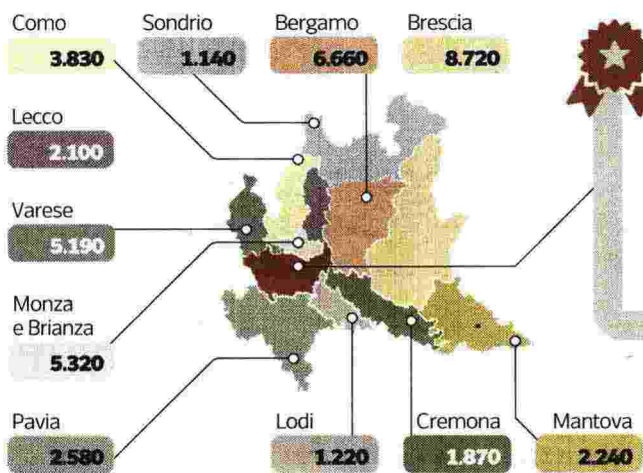 Como
3.830
Sondrio
1.140
Bergamo
6.660
Brescia
8.720
Lecco
2.100
Varese
5.190
Monza
e Brianza
5.320
Pavia
2.580
Lodi
1.220
Cremona
1.870
Mantova
2.240